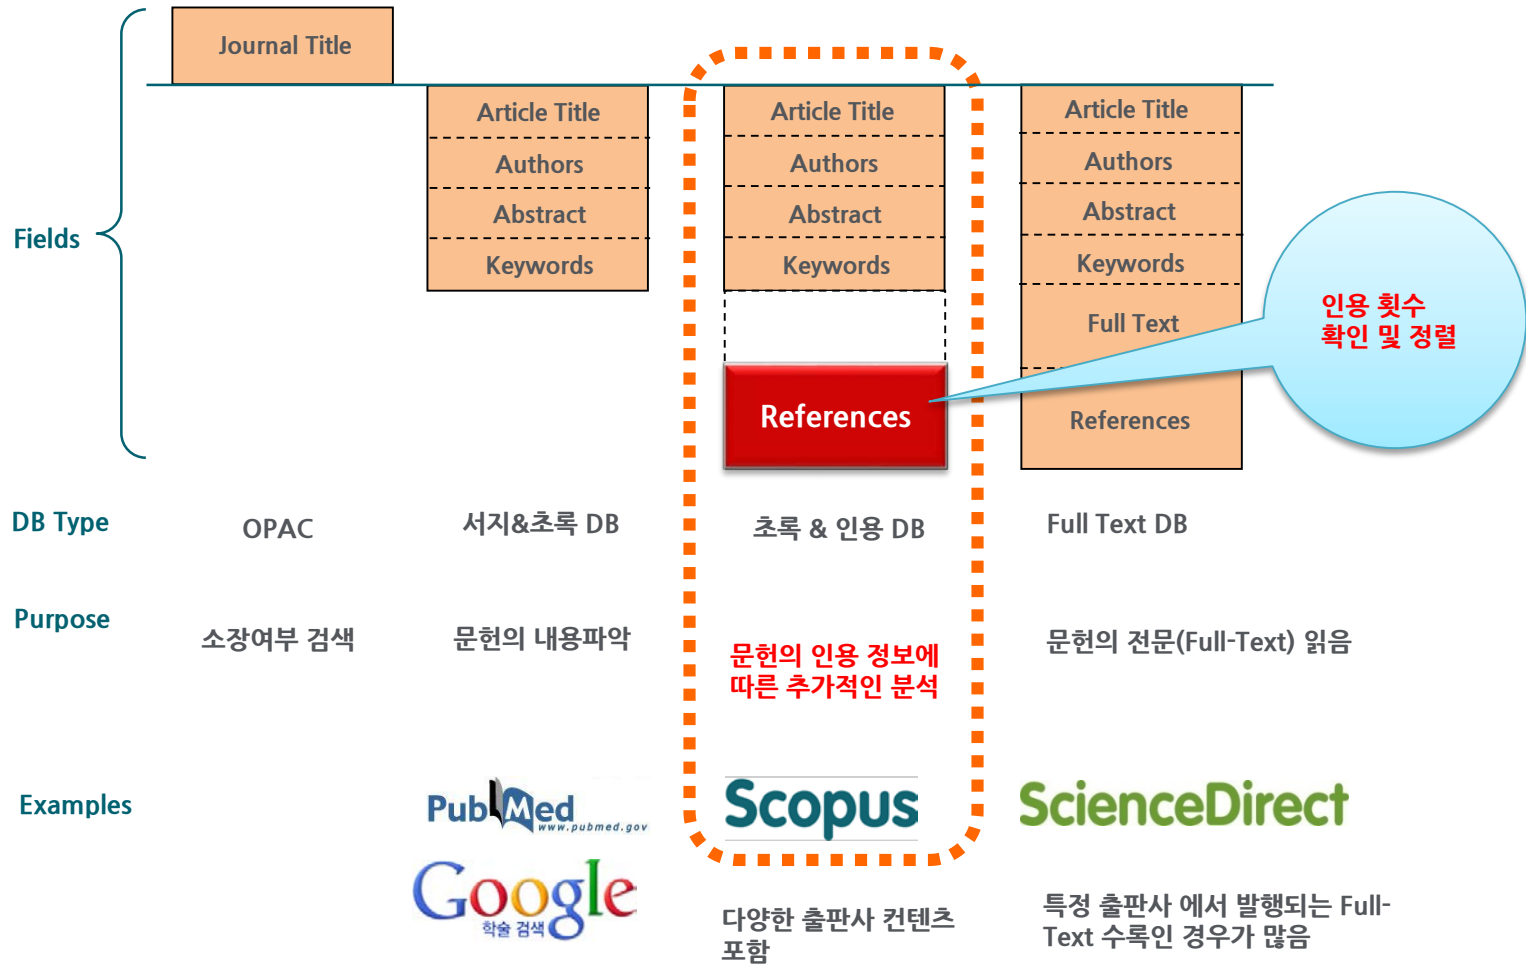 Journal Title
Article Title
Authors
Abstract
Keywords
Article Title
Authors
Abstract
Keywords
References
Article Title
Authors
Abstract
Keywords
Full Text
References
인용 횟수
확인 및 정렬
Fields
DB Type
OPAC
서지&초록 DB
초록 & 인용 DB
Full Text DB
Purpose
소장여부 검색
문헌의 내용파악
문헌의 인용 정보에
따른 추가적인 분석
문헌의 전문(Full-Text) 읽음
Examples
PubMed
www.pubmed.gov
Scopus
ScienceDirect
Google
학술 검색
다양한 출판사 컨텐츠
포함
특정 출판사 에서 발행되는 Full-
Text 수록인 경우가 많음